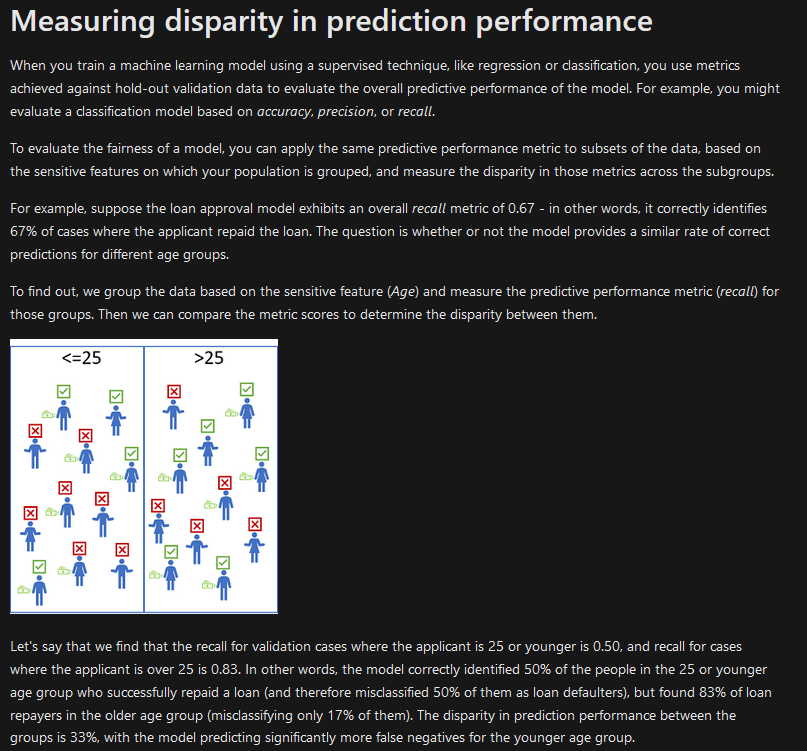 Measuring disparity in prediction performance
When you train a machine learning model using a supervised technique, like regression or classification, you use metrics
achieved against hold-out validation data to evaluate the overall predictive performance of the model. For example, you might
evaluate a classification model based on accuracy, precision, or recall.
To evaluate the fairness of a model, you can apply the same predictive performance metric to subsets of the data, based on
the sensitive features on which your population is grouped, and measure the disparity in those metrics across the subgroups.
For example, suppose the loan approval model exhibits an overall recall metric of 0.67 - in other words, it correctly identifies
67% of cases where the applicant repaid the loan. The question is whether or not the model provides a similar rate of correct
predictions for different age groups.
To find out, we group the data based on the sensitive feature (Age) and measure the predictive performance metric (recall) for
those groups. Then we can compare the metric scores to determine the disparity between them.
<=25 >25
Let's say that we find that the recall for validation cases where the applicant is 25 or younger is 0.50, and recall for cases
where the applicant is over 25 is 0.83. In other words, the model correctly identified 50% of the people in the 25 or younger
age group who successfully repaid a loan (and therefore misclassified 50% of them as loan defaulters), but found 83% of loan
repayers in the older age group (misclassifying only 17% of them). The disparity in prediction performance between the
groups is 33%, with the model predicting significantly more false negatives for the younger age group.